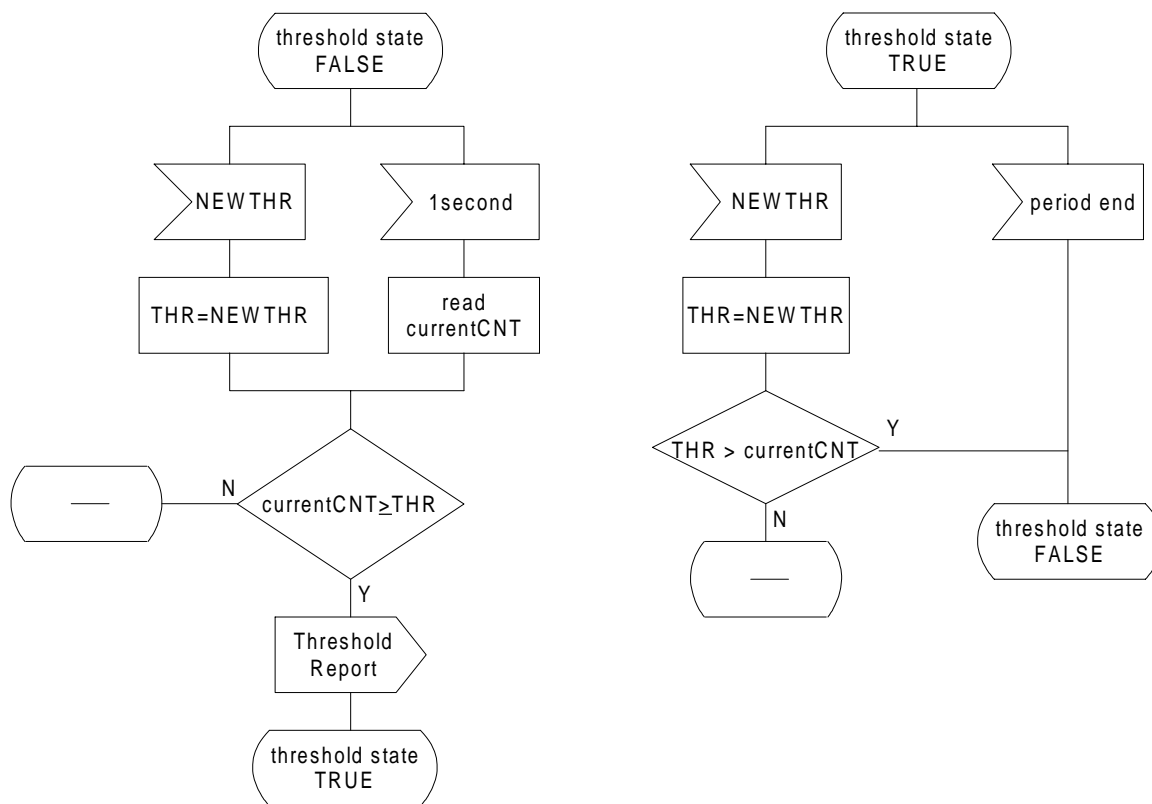 threshold state
FALSE
NEWTHR
1second
THR=NEWTHR
read
currentCNT
N
currentCNT≥THR
Y
Threshold
Report
threshold state
TRUE
threshold state
TRUE
NEWTHR
period end
THR=NEWTHR
Y
THR > currentCNT
N
threshold state
FALSE